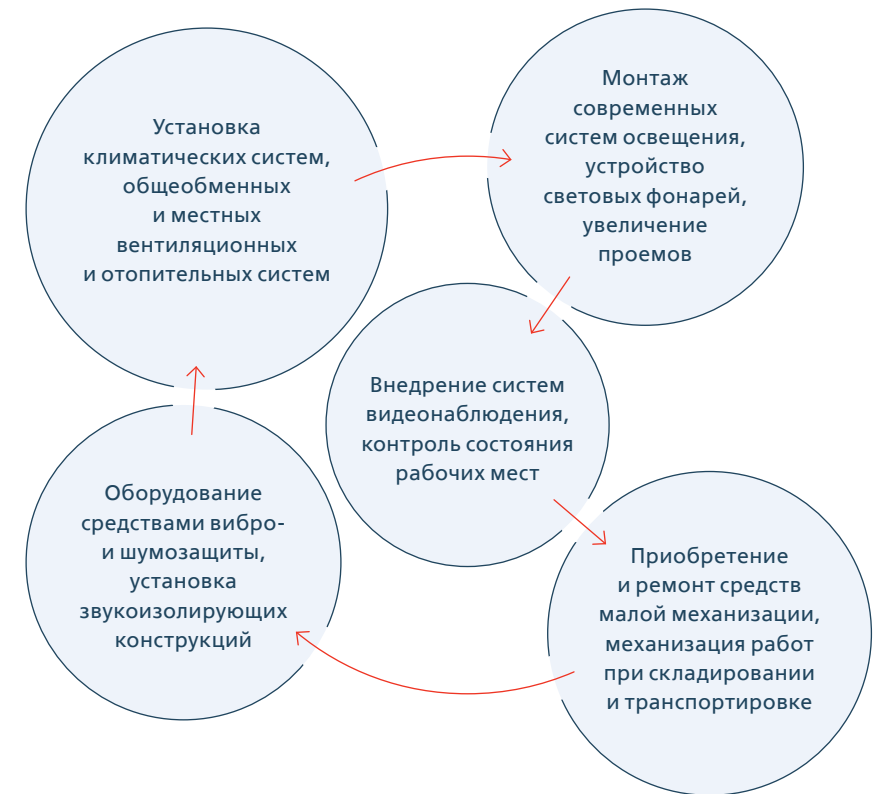 Установка
климатических систем,
общеобменных
и местных
вентиляционных
и отопительных систем
Монтаж
современных
систем освещения,
устройство
световых фонарей,
увеличение
проемов
Внедрение систем
видеонаблюдения,
контроль состояния
рабочих мест
Приобретение
и ремонт средств
малой механизации,
механизация работ
при складировании
и транспортировке
Оборудование
средствами вибро-
и шумозащиты,
установка
звукоизолирующих
конструкций